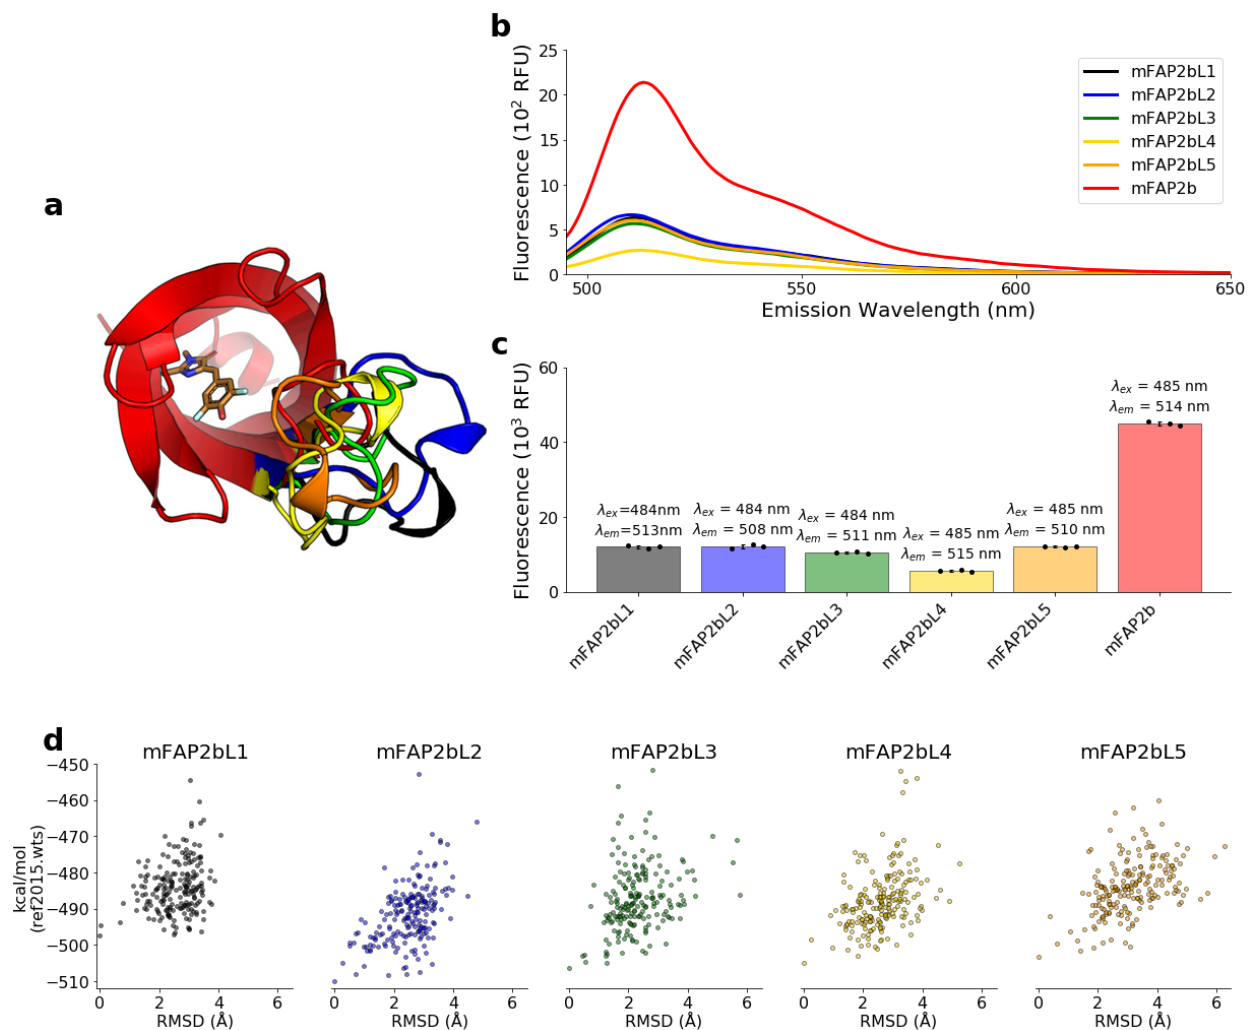 a
b
Fluorescence (10² RFU)
25
20
15
10
5
0
500
550
600
650
Emission Wavelength (nm)
mFAP2bL1
mFAP2bL2
mFAP2bL3
mFAP2bL4
mFAP2bL5
mFAP2b
c
Fluorescence (10³ RFU)
60
40
20
0
λex=484nm
λem=513nm
λex = 484 nm
λem = 508 nm
λex = 484 nm
λem = 511 nm
λex = 485 nm
λem = 515 nm
λex = 485 nm
λem = 510 nm
λex = 485 nm
λem = 514 nm
mFAP2bL1
mFAP2bL2
mFAP2bL3
mFAP2bL4
mFAP2bL5
mFAP2b
d
mFAP2bL1
mFAP2bL2
mFAP2bL3
mFAP2bL4
mFAP2bL5
kcal/mol
(ref2015.wts)
−450
−460
−470
−480
−490
−500
−510
0 2 4 6
0 2 4 6
0 2 4 6
0 2 4 6
0 2 4 6
RMSD (Å)
RMSD (Å)
RMSD (Å)
RMSD (Å)
RMSD (Å)